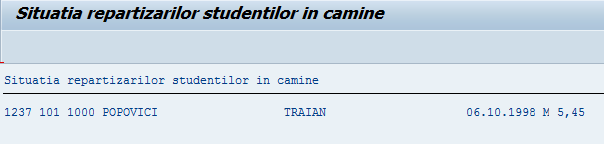 Situatia repartizarilor studentilor in camine
Situatia repartizarilor studentilor in camine
1237 101 1000 POPOVICI TRAIAN 06.10.1998 M 5,45